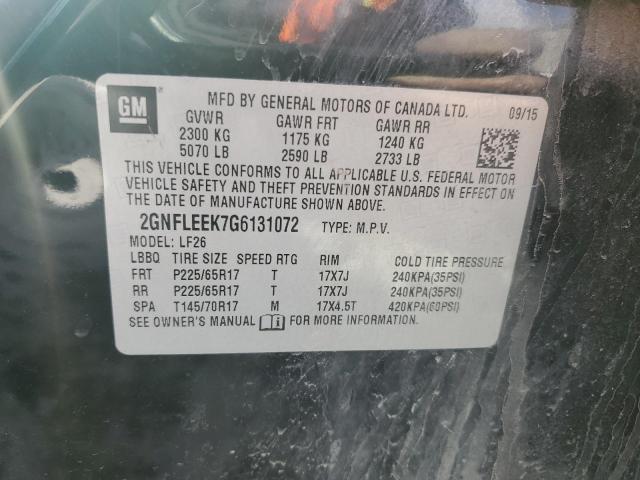 GM
MFD BY GENERAL MOTORS OF CANADA LTD. 09/15
GVWR GAWR FRT GAWR RR
2300 KG 1175 KG 1240 KG
5070 LB 2590 LB 2733 LB
THIS VEHICLE CONFORMS TO ALL APPLICABLE U.S. FEDERAL MOTOR
VEHICLE SAFETY AND THEFT PREVENTION STANDARDS IN EFFECT ON
THE DATE OF MANUFACTURE SHOWN ABOVE.
2GNFLEEK7G6131072 TYPE: M.P.V.
MODEL: LF26
LBBQ TIRE SIZE SPEED RTG RIM COLD TIRE PRESSURE
FRT P225/65R17 T 17X7J 240KPA(35PSI)
RR P225/65R17 T 17X7J 240KPA(35PSI)
SPA T145/70R17 M 17X4.5T 420KPA(60PSI)
SEE OWNER'S MANUAL FOR MORE INFORMATION.